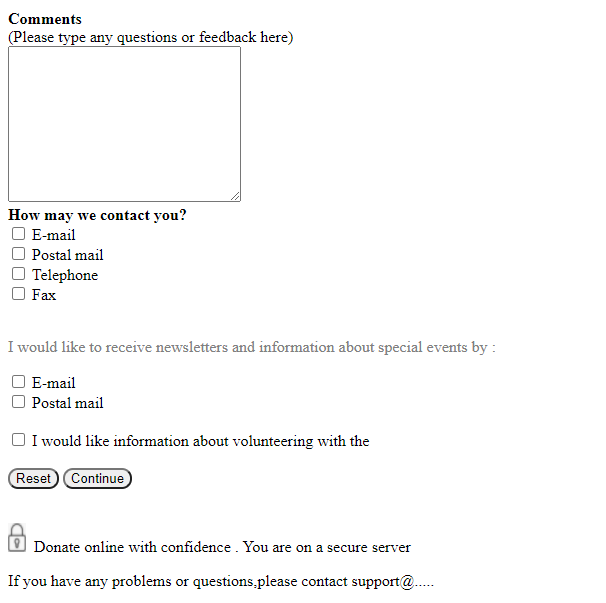 Comments
(Please type any questions or feedback here)
How may we contact you?
E-mail
Postal mail
Telephone
Fax
I would like to receive newsletters and information about special events by :
E-mail
Postal mail
I would like information about volunteering with the
Reset Continue
Donate online with confidence . You are on a secure server
If you have any problems or questions,please contact support@.....